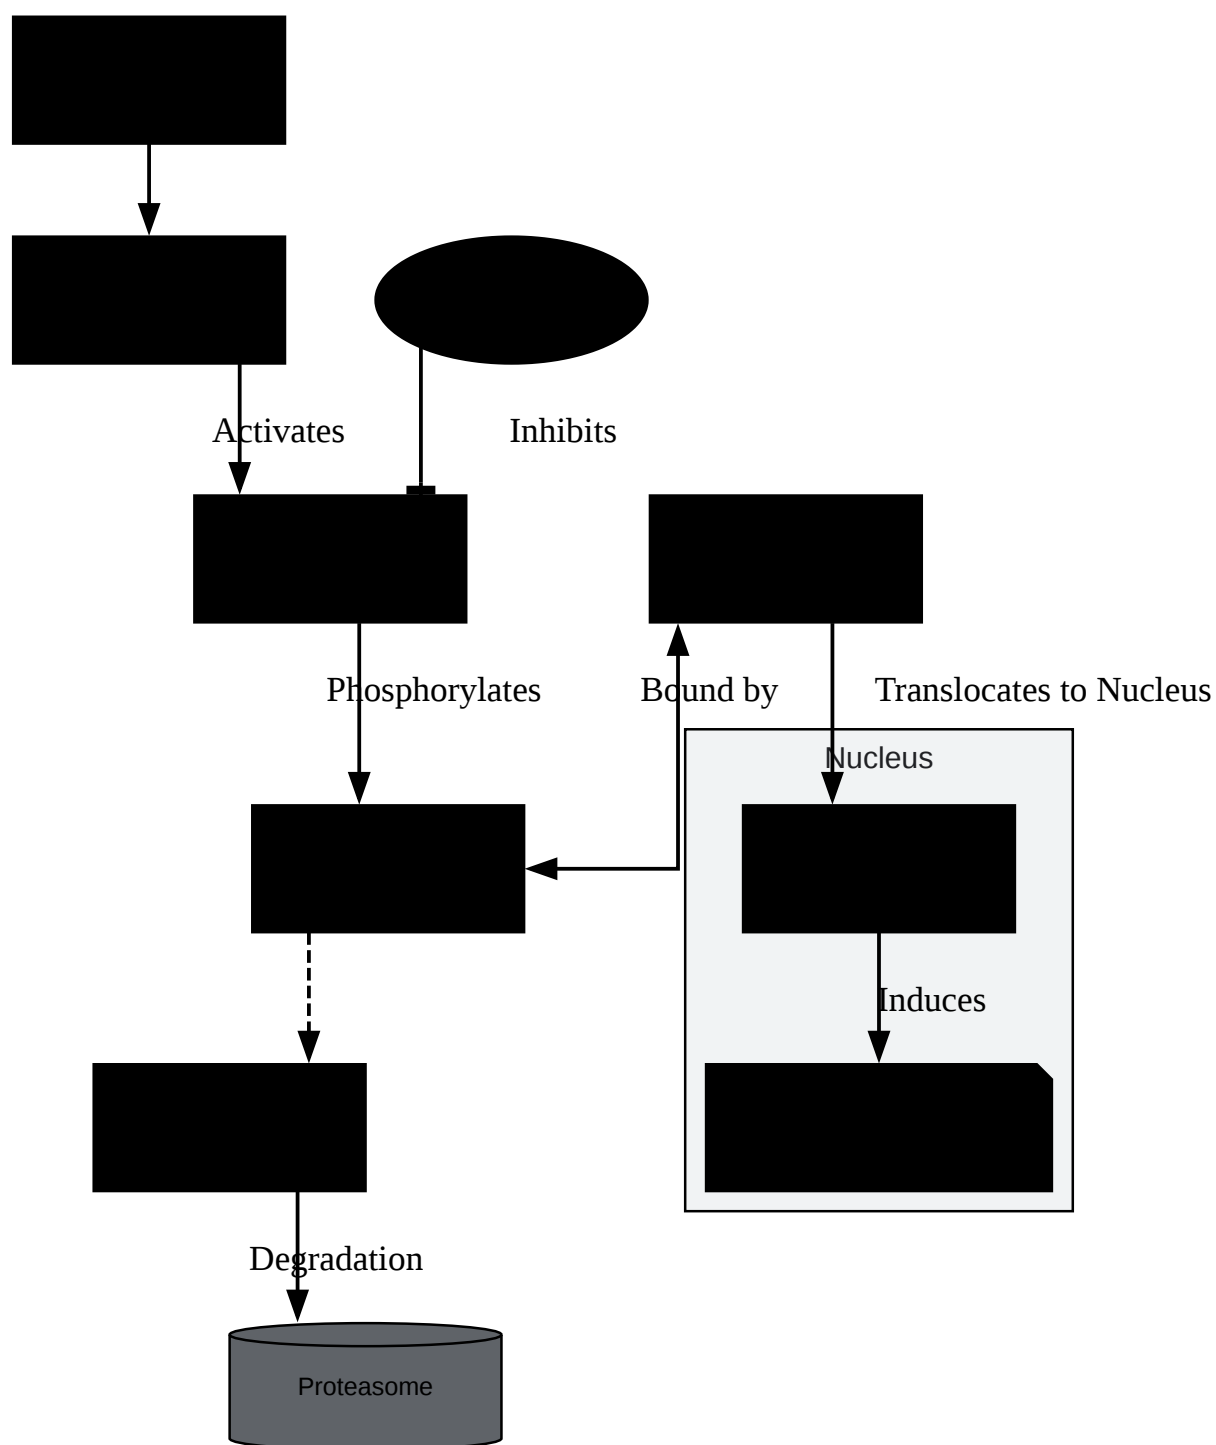 Activates
Inhibits
Phosphorylates
Bound by
Translocates to Nucleus
Nucleus
Induces
Degradation
Proteasome